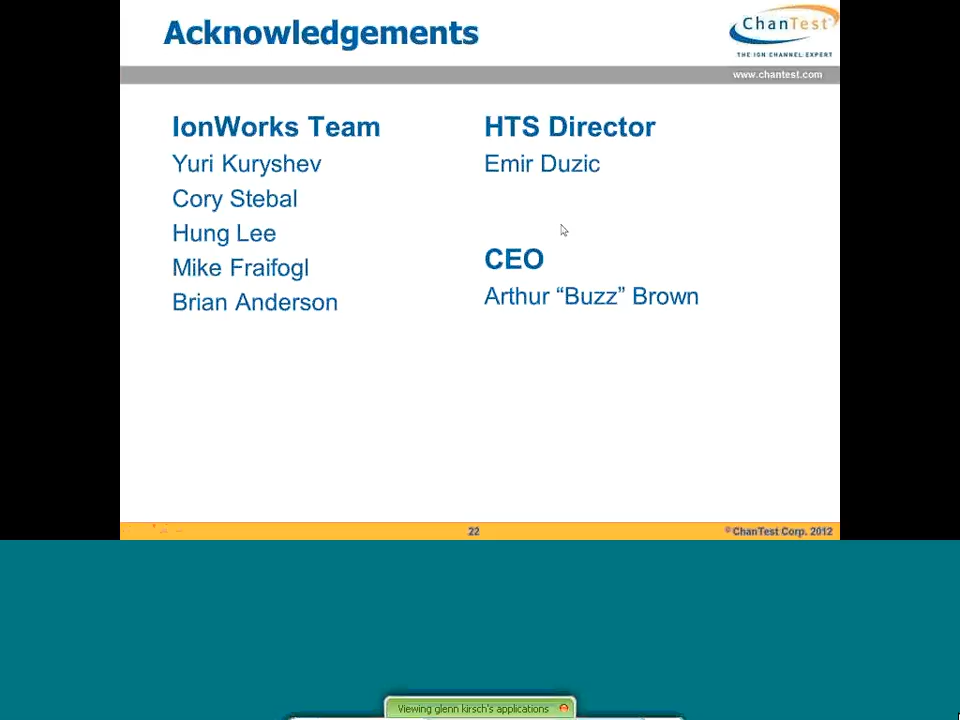 Acknowledgements
ChanTest
THE ION CHANNEL EXPERT
www.chantest.com
IonWorks Team
Yuri Kuryshev
Cory Stebal
Hung Lee
Mike Fraifogl
Brian Anderson
HTS Director
Emir Duzic
CEO
Arthur “Buzz” Brown
22
© ChanTest Corp. 2012
Viewing glenn kirsch's applications